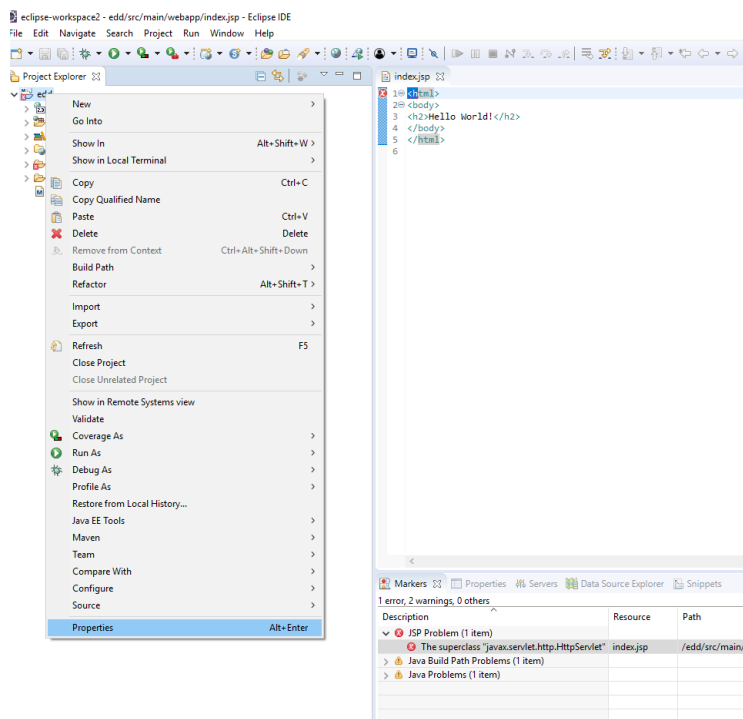 eclipse-workspace2 - edd/src/main/webapp/index.jsp - Eclipse IDE
File Edit Navigate Search Project Run Window Help
Project Explorer
index.jsp
edd
New
Go Into
Show In Alt+Shift+W >
Show in Local Terminal
Copy Ctrl+C
Copy Qualified Name
Paste Ctrl+V
Delete Delete
Remove from Context Ctrl+Alt+Shift+Down
Build Path
Refactor Alt+Shift+T >
Import
Export
Refresh F5
Close Project
Close Unrelated Project
Show in Remote Systems view
Validate
Coverage As
Run As
Debug As
Profile As
Restore from Local History...
Java EE Tools
Maven
Team
Compare With
Configure
Source
Properties Alt+Enter
1 <html>
2 <body>
3 <h2>Hello World!</h2>
4 </body>
5 </html>
6
Markers Properties Servers Data Source Explorer Snippets
1 error, 2 warnings, 0 others
Description Resource Path
JSP Problem (1 item)
The superclass "javax.servlet.http.HttpServlet" index.jsp /edd/src/main/
Java Build Path Problems (1 item)
Java Problems (1 item)